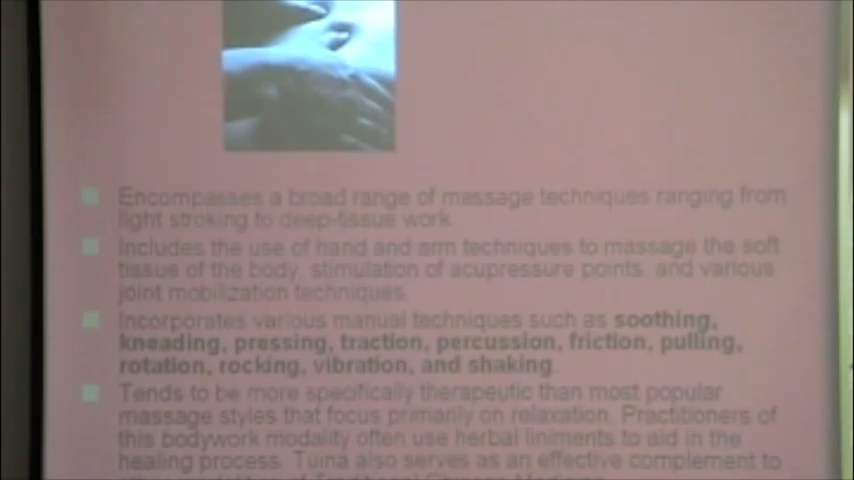 Encompasses a broad range of massage techniques ranging from
light stroking to deep-tissue work.
Includes the use of hand and arm techniques to massage the soft
tissue of the body, stimulation of acupressure points, and various
joint mobilization techniques.
Incorporates various manual techniques such as soothing,
kneading, pressing, traction, percussion, friction, pulling,
rotation, rocking, vibration, and shaking.
Tends to be more specifically therapeutic than most popular
massage styles that focus primarily on relaxation. Practitioners of
this bodywork modality often use herbal liniments to aid in the
healing process. Tuina also serves as an effective complement to
of Traditional Chinese Medicine